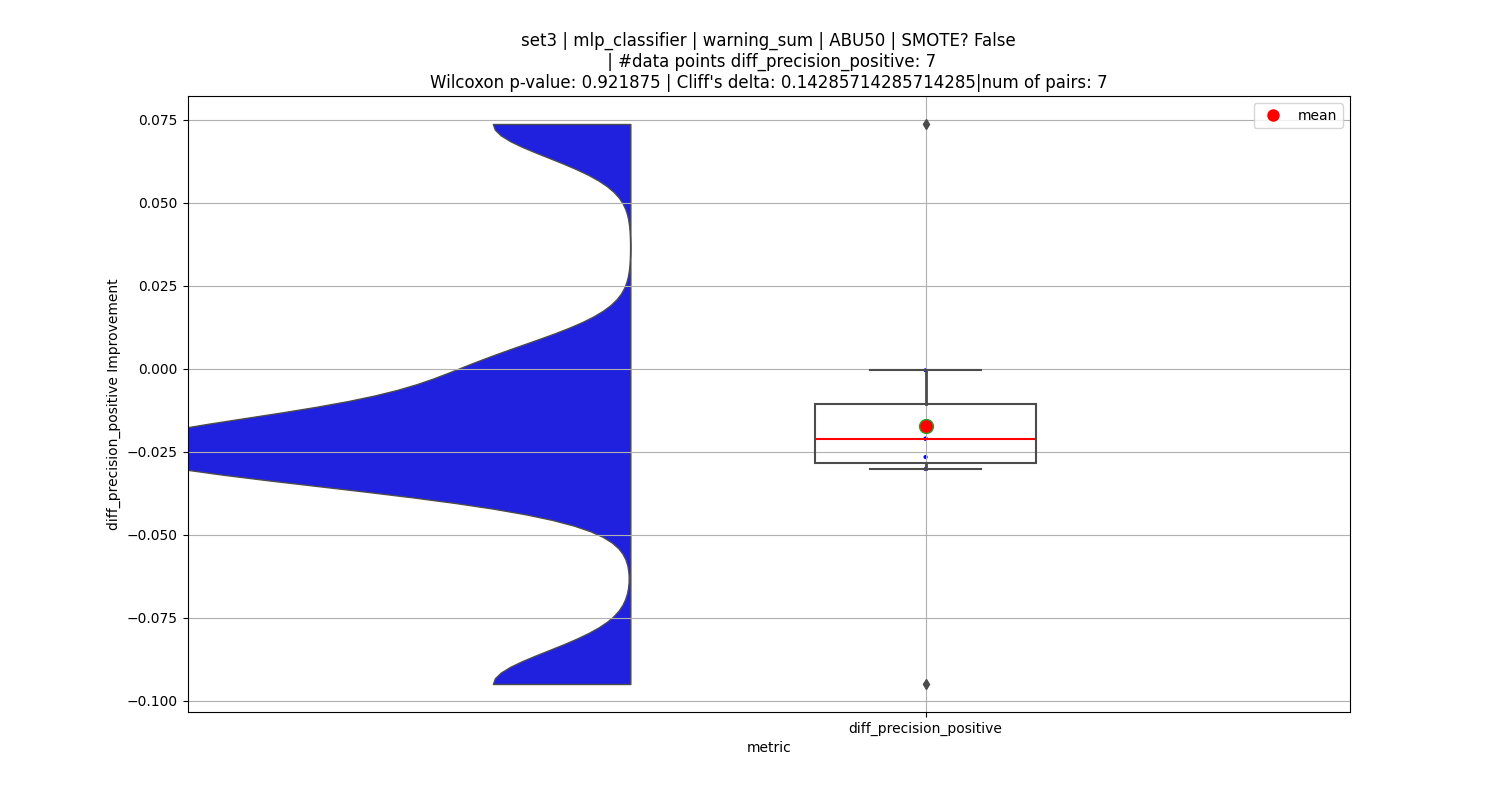 set3 | mlp_classifier | warning_sum | ABU50 | SMOTE? False
| #data points diff_precision_positive: 7
Wilcoxon p-value: 0.921875 | Cliff's delta: 0.14285714285714285|num of pairs: 7
mean
0.075
0.050
0.025
0.000
−0.025
−0.050
−0.075
−0.100
diff_precision_positive Improvement
diff_precision_positive
metric